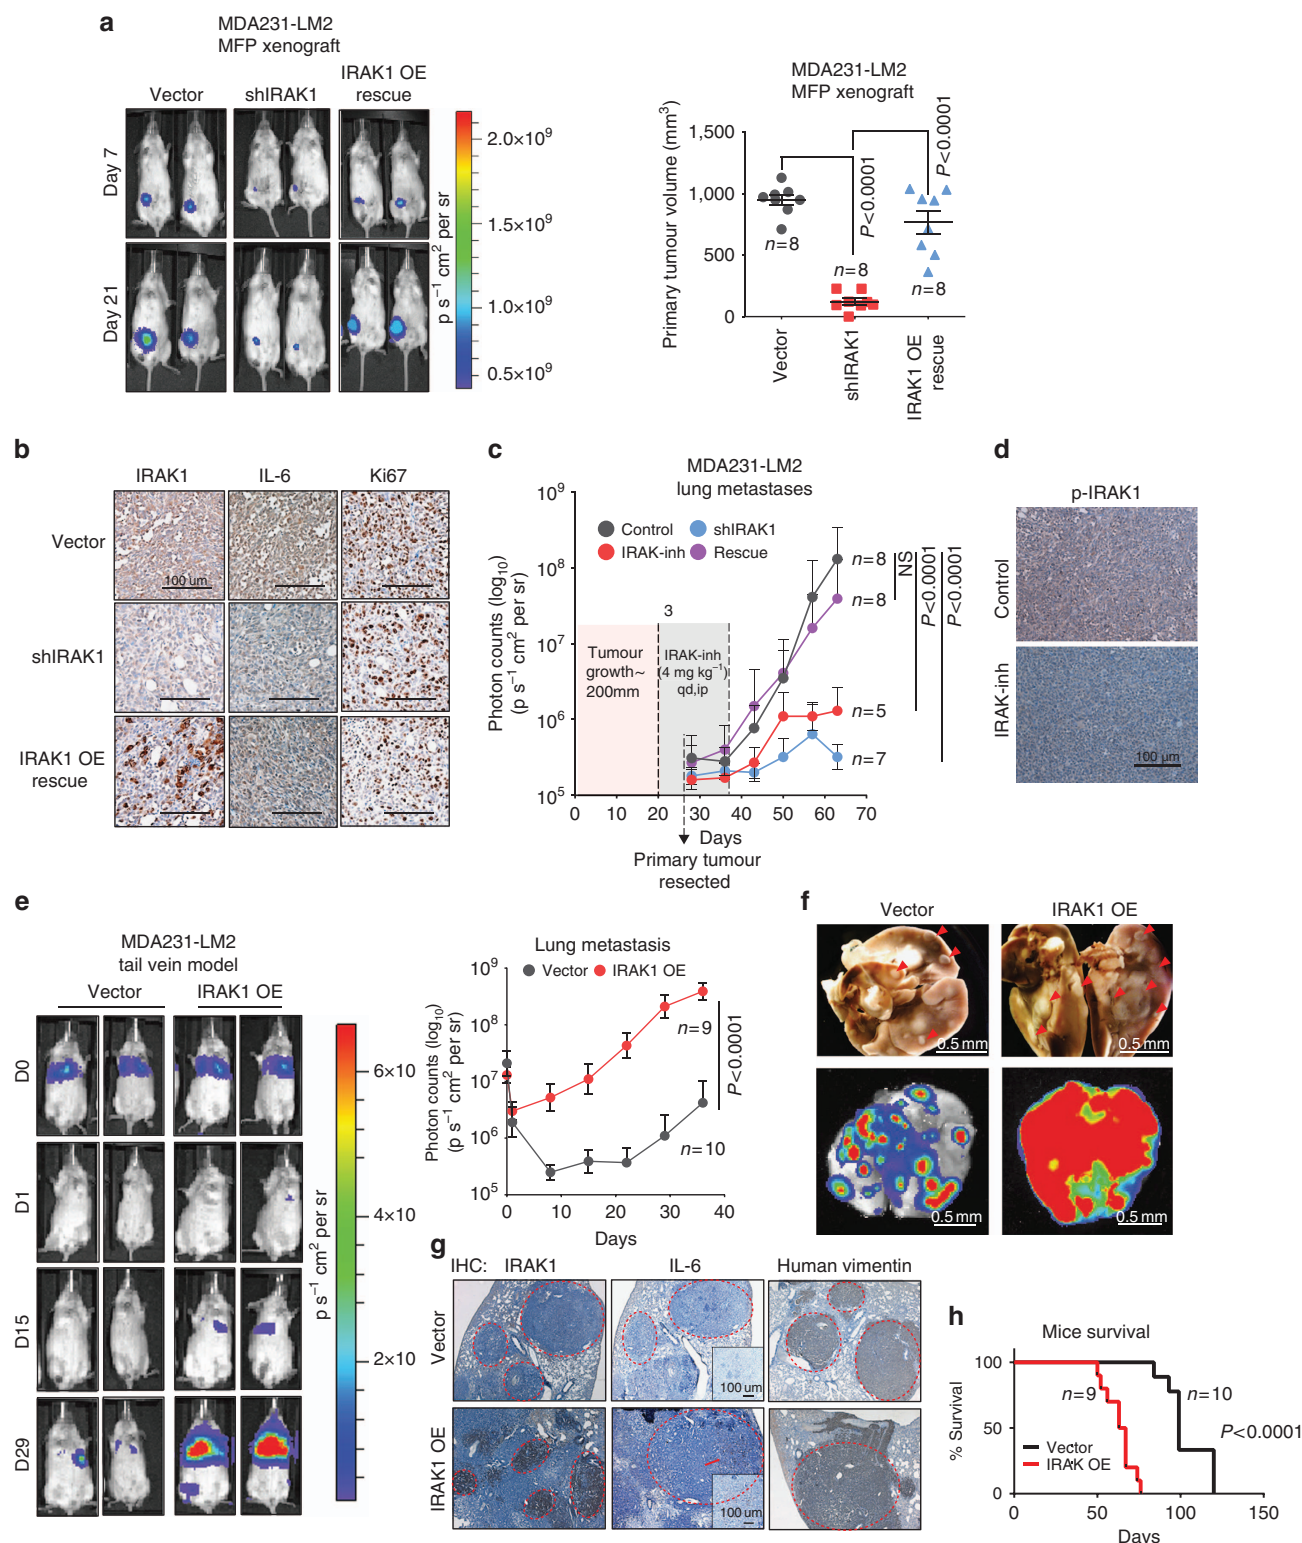 a
MDA231-LM2
MFP xenograft
Vector
shIRAK1
IRAK1 OE
rescue
Day 7
Day 21
2.0×10⁹
1.5×10⁹
1.0×10⁹
0.5×10⁹
p s⁻¹ cm² per sr
MDA231-LM2
MFP xenograft
Primary tumour volume (mm³)
1,500
1,000
500
0
n=8
n=8
n=8
P<0.0001
P<0.0001
Vector
shIRAK1
IRAK1 OE
rescue
b
IRAK1
IL-6
Ki67
Vector
shIRAK1
IRAK1 OE
rescue
100 um
c
MDA231-LM2
lung metastases
Photon counts (log₁₀)
(p s⁻¹ cm² per sr)
10⁹
10⁸
10⁷
10⁶
10⁵
Control
shIRAK1
IRAK-inh
Rescue
3
Tumour
growth~
200mm
IRAK-inh
(4 mg kg⁻¹)
qd,ip
n=8
n=8
n=5
n=7
NS
P<0.0001
P<0.0001
0 10 20 30 40 50 60 70
Days
Primary tumour
resected
d
p-IRAK1
Control
IRAK-inh
100 µm
e
MDA231-LM2
tail vein model
Vector
IRAK1 OE
D0
D1
D15
D29
6×10
4×10
2×10
p s⁻¹ cm² per sr
Lung metastasis
Vector
IRAK1 OE
Photon counts (log₁₀)
(p s⁻¹ cm² per sr)
10⁹
10⁸
10⁷
10⁶
10⁵
n=9
n=10
P<0.0001
0 10 20 30 40
Days
f
Vector
IRAK1 OE
0.5 mm
0.5 mm
0.5 mm
0.5 mm
g
IHC:
IRAK1
IL-6
Human vimentin
Vector
IRAK1 OE
100 um
100 um
h
Mice survival
% Survival
100
50
0
n=9
n=10
P<0.0001
Vector
IRAK OE
0 50 100 150
Days